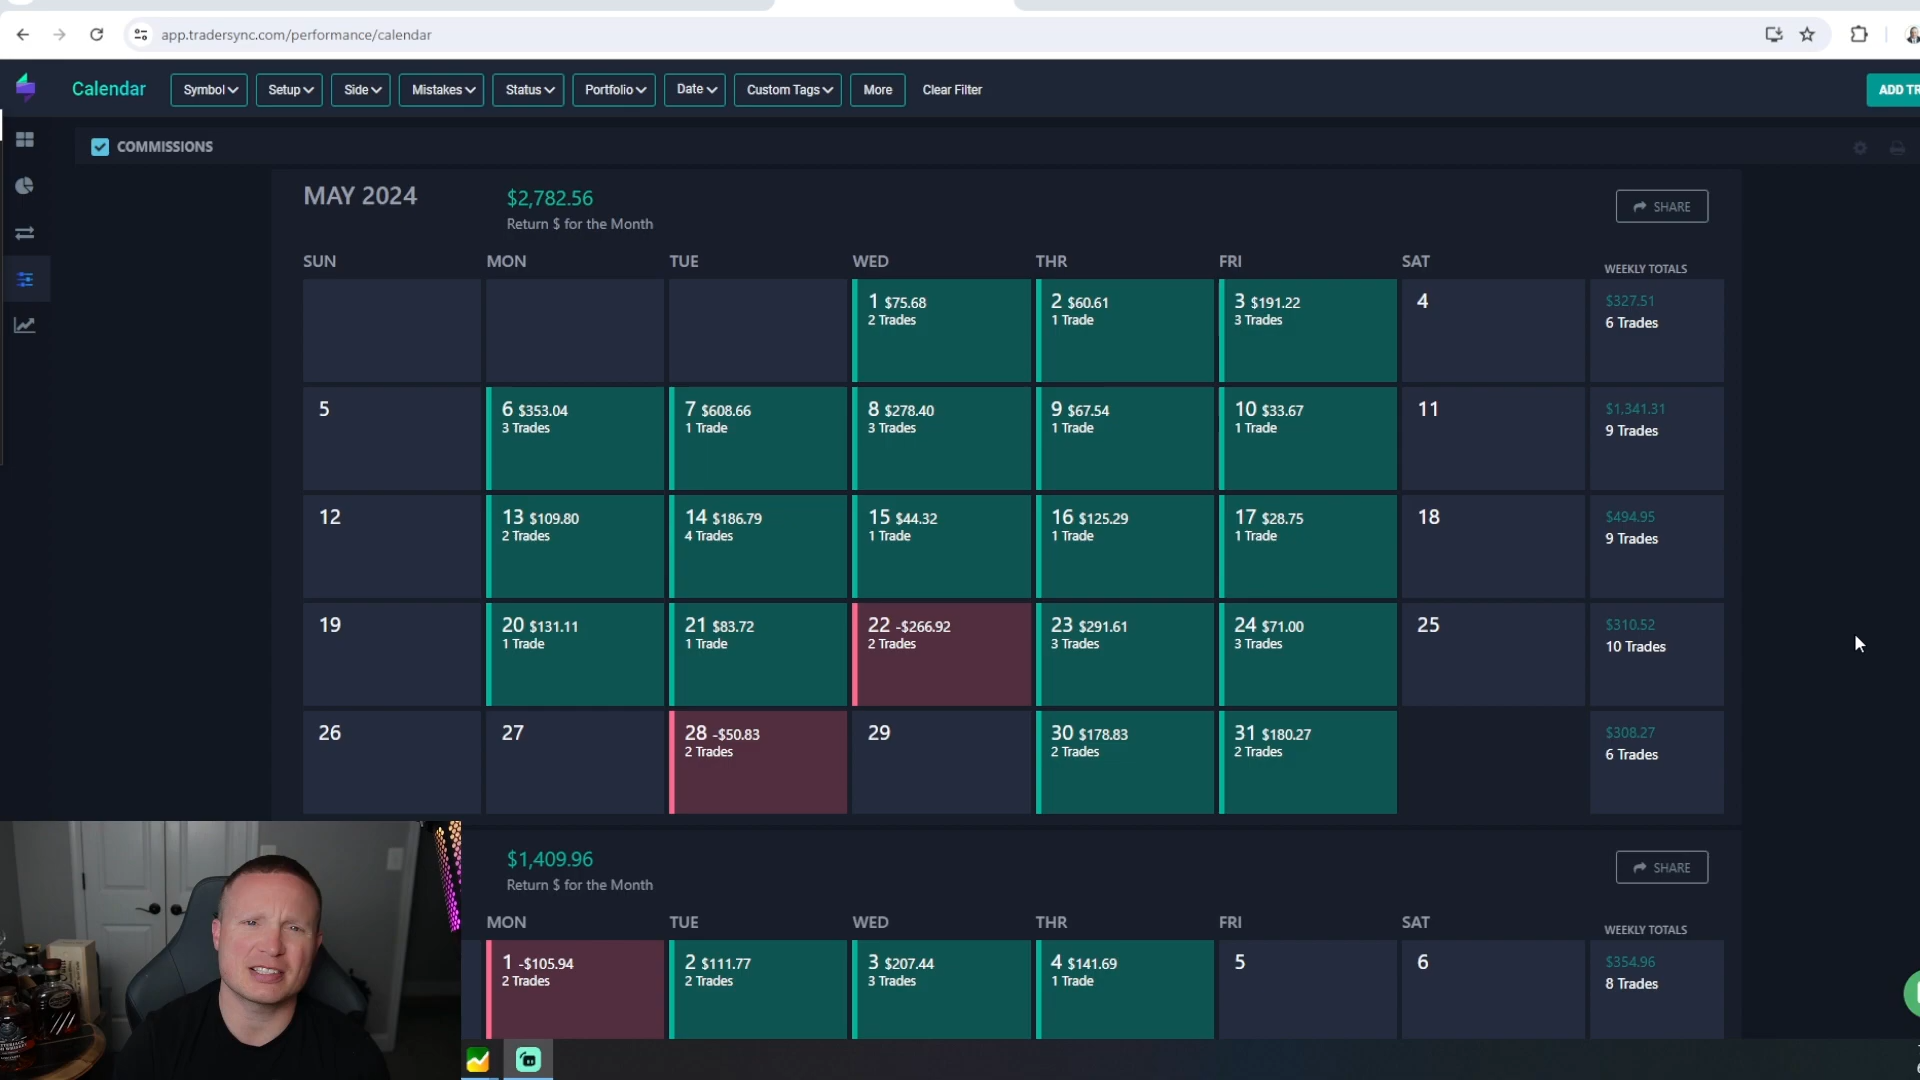 app.tradersync.com/performance/calendar
Calendar Symbol Setup Side Mistakes Status Portfolio Date Custom Tags More Clear Filter
COMMISSIONS
MAY 2024 $2,782.56
Return $ for the Month
SHARE
SUN MON TUE WED THR FRI SAT WEEKLY TOTALS
1 $75.68 2 $60.61 3 $191.22 4 $327.51
2 Trades 1 Trade 3 Trades 6 Trades
5 6 $353.04 7 $608.66 8 $278.40 9 $67.54 10 $33.67 11 $1,341.31
3 Trades 1 Trade 3 Trades 1 Trade 1 Trade 9 Trades
12 13 $109.80 14 $186.79 15 $44.32 16 $125.29 17 $28.75 18 $494.95
2 Trades 4 Trades 1 Trade 1 Trade 1 Trade 9 Trades
19 20 $131.11 21 $83.72 22 -$266.92 23 $291.61 24 $71.00 25 $310.52
1 Trade 1 Trade 2 Trades 3 Trades 3 Trades 10 Trades
26 27 28 -$50.83 29 30 $178.83 31 $180.27 $308.27
2 Trades 2 Trades 2 Trades 6 Trades
$1,409.96
Return $ for the Month
SHARE
MON TUE WED THR FRI SAT WEEKLY TOTALS
1 -$105.94 2 $111.77 3 $207.44 4 $141.69 5 6 $354.96
2 Trades 2 Trades 3 Trades 1 Trade 8 Trades